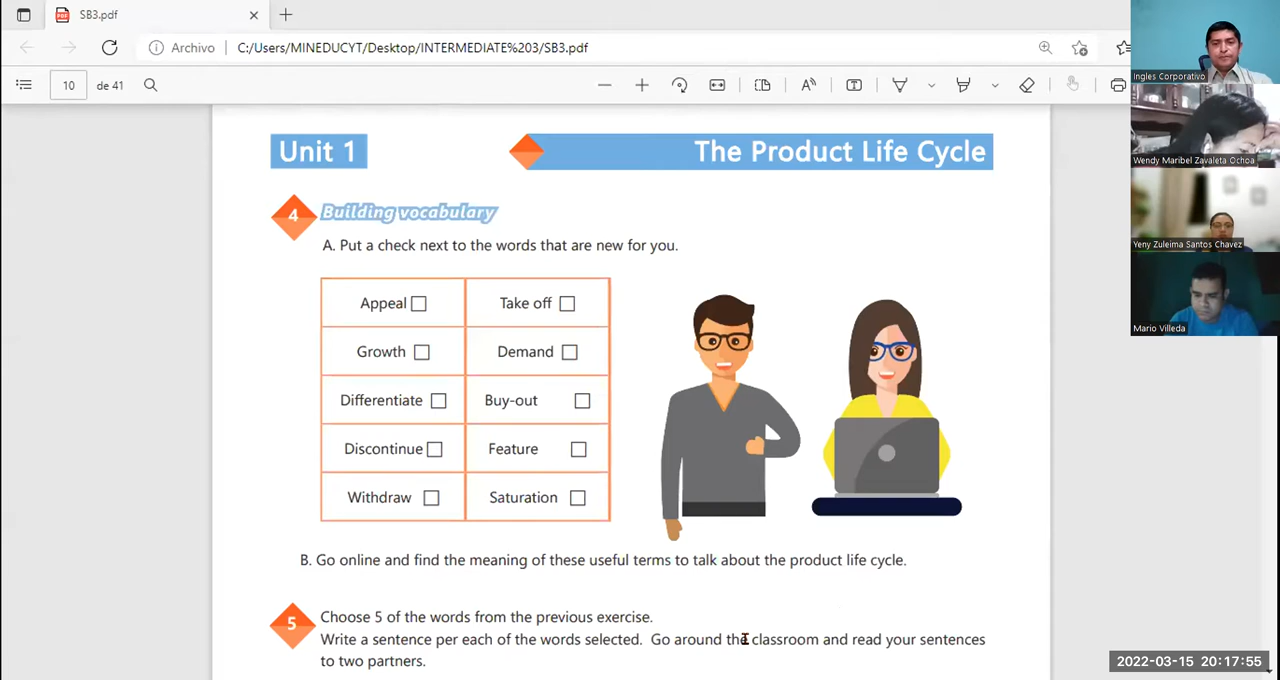 SB3.pdf
Archivo
C:/Users/MINEDUCYT/Desktop/INTERMEDIATE%203/SB3.pdf
10 de 41
Unit 1
The Product Life Cycle
4 Building vocabulary
A. Put a check next to the words that are new for you.
Appeal Take off
Growth Demand
Differentiate Buy-out
Discontinue Feature
Withdraw Saturation
B. Go online and find the meaning of these useful terms to talk about the product life cycle.
5 Choose 5 of the words from the previous exercise.
Write a sentence per each of the words selected. Go around the classroom and read your sentences
to two partners.
Ingles Corporativo
Wendy Maribel Zavaleta Ochoa
Yeny Zuleima Santos Chavez
Mario Villeda
2022-03-15 20:17:55